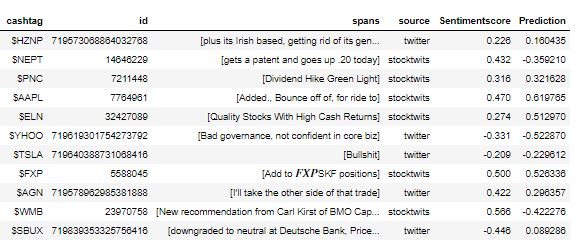 cashtag id spans source Sentimentscore Prediction
$HZNP 719573068864032768 [plus its Irish based, getting rid of its gen... twitter 0.226 0.160435
$NEPT 14646229 [gets a patent and goes up .20 today] stocktwits 0.432 -0.359210
$PNC 7211448 [Dividend Hike Green Light] stocktwits 0.316 0.321628
$AAPL 7764961 [Added., Bounce off of, for ride to] stocktwits 0.470 0.619765
$ELN 32427089 [Quality Stocks With High Cash Returns] stocktwits 0.274 0.512970
$YHOO 719619301754273792 [Bad governance, not confident in core biz] twitter -0.331 -0.522870
$TSLA 719640388731068416 [Bullshit] twitter -0.209 -0.229612
$FXP 5588045 [Add to FXPSKF positions] stocktwits 0.500 0.526336
$AGN 719578962985381888 [I'll take the other side of that trade] twitter 0.422 0.296357
$WMB 23970758 [New recommendation from Carl Kirst of BMO Cap... stocktwits 0.566 -0.422276
$SBUX 719839353325756416 [downgraded to neutral at Deutsche Bank, Price... twitter -0.446 0.089286